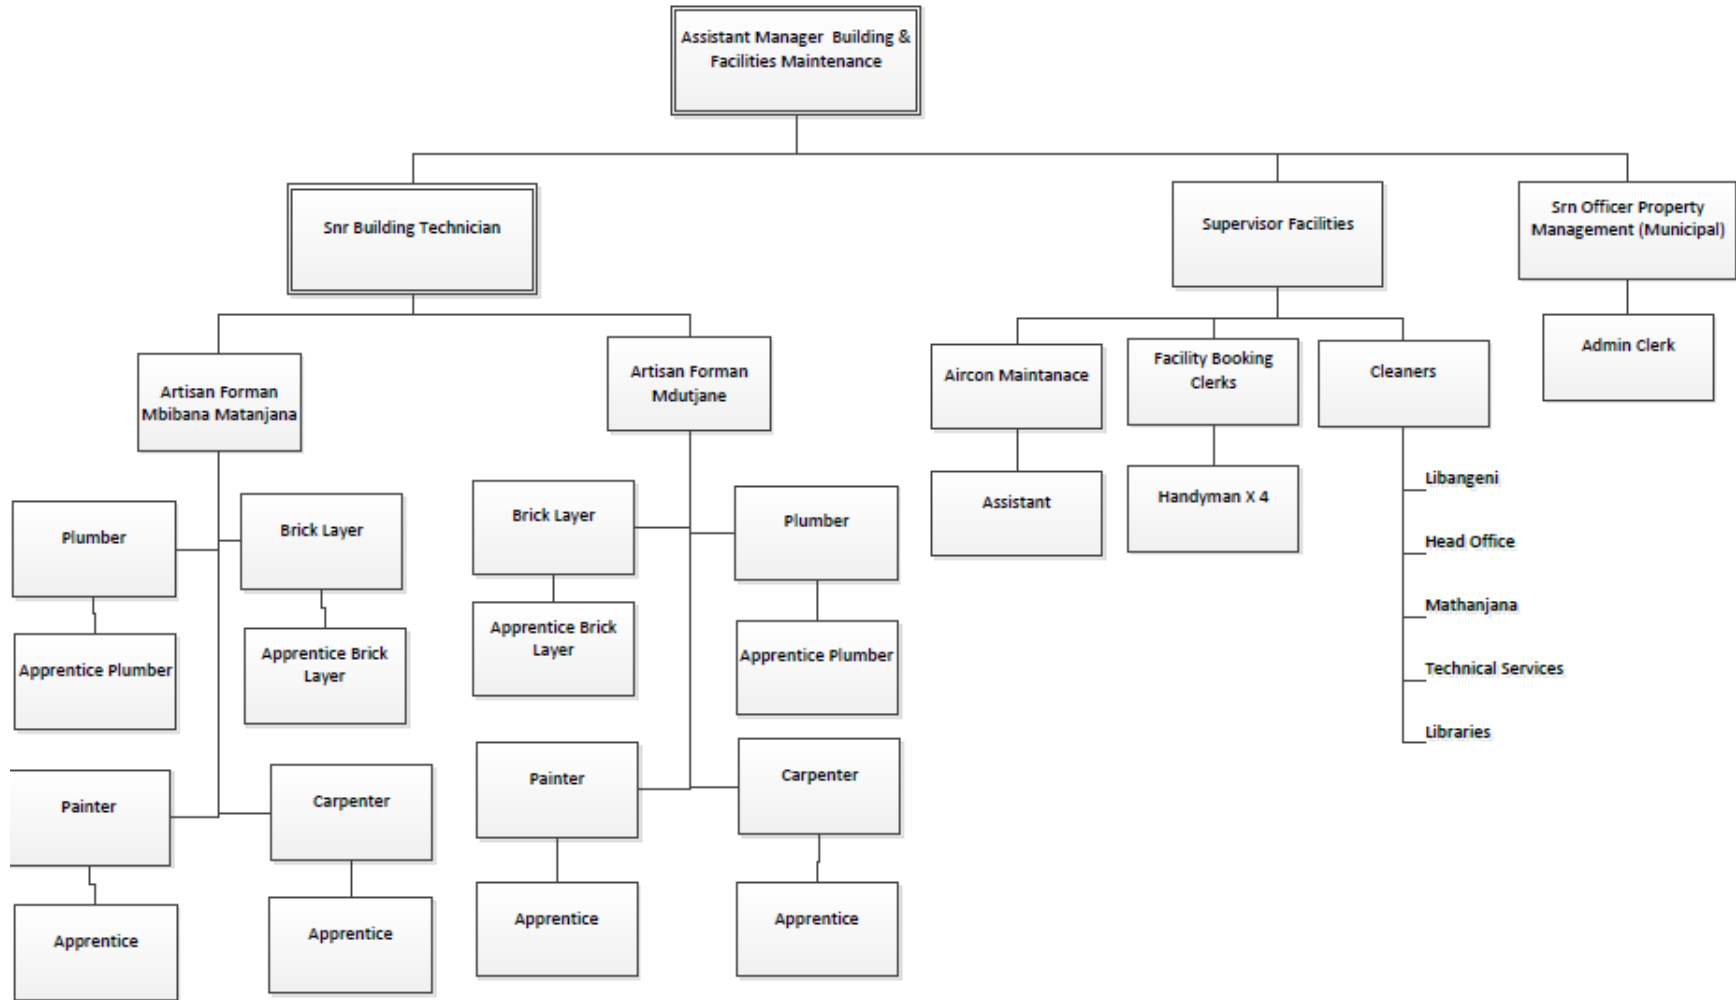 Assistant Manager  Building &
Facilities Maintenance
Snr Building Technician
Supervisor Facilities
Srn Officer Property
Management (Municipal)
Artisan Forman
Mbibana Matanjana
Artisan Forman
Mdutjane
Aircon Maintanace
Facility Booking
Clerks
Cleaners
Admin Clerk
Plumber
Brick Layer
Brick Layer
Plumber
Assistant
Handyman X 4
Libangeni
Head Office
Mathanjana
Technical Services
Libraries
Apprentice Plumber
Apprentice Brick
Layer
Apprentice Brick
Layer
Apprentice Plumber
Painter
Carpenter
Painter
Carpenter
Apprentice
Apprentice
Apprentice
Apprentice